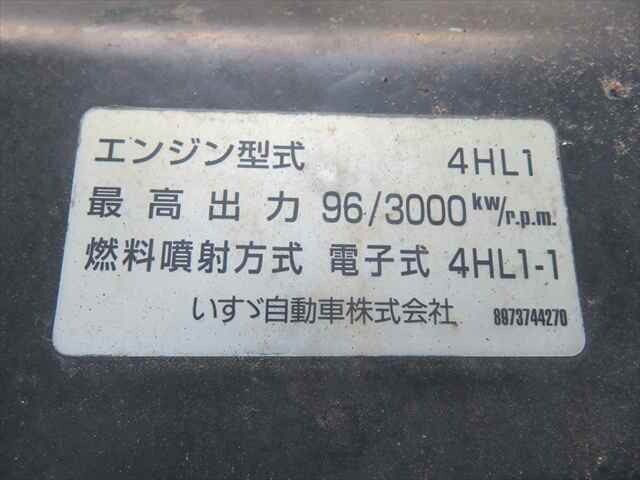 エンジン型式 4HL1
最高出力 96/3000 kw/r.p.m.
燃料噴射方式 電子式 4HL1-1
いすゞ自動車株式会社 8973744270